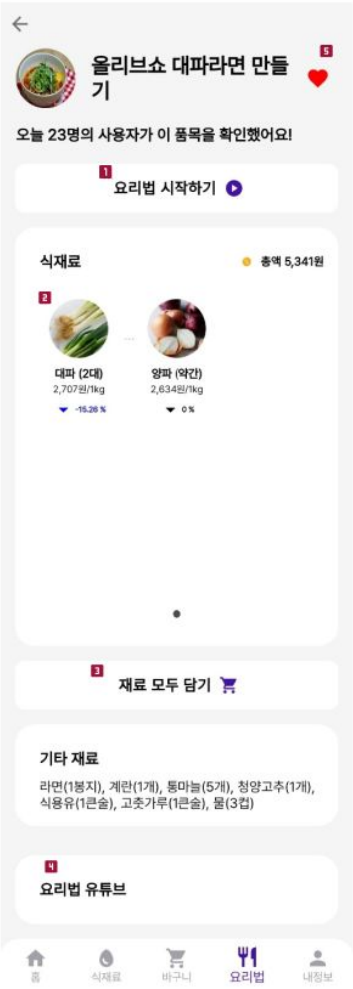 올리브쇼 대파라면 만들
기
5
오늘 23명의 사용자가 이 품목을 확인했어요!
1
요리법 시작하기
식재료
총액 5,341원
2
대파 (2대)
양파 (약간)
2,707원/1kg
2,634원/1kg
-15.26 %
0 %
3
재료 모두 담기
기타 재료
라면(1봉지), 계란(1개), 통마늘(5개), 청양고추(1개),
식용유(1큰술), 고춧가루(1큰술), 물(3컵)
4
요리법 유튜브
홈
식재료
바구니
요리법
내정보